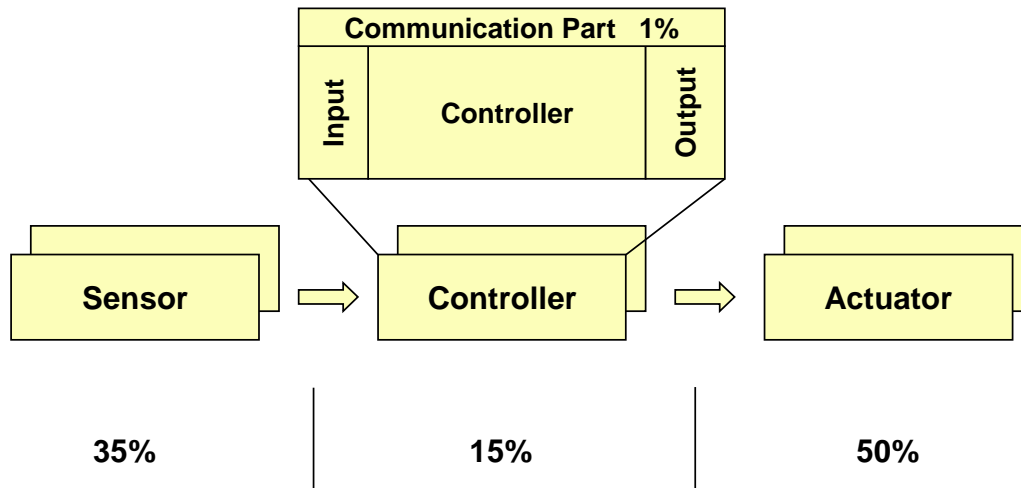 Communication Part 1%
Input
Controller
Output
Sensor
Controller
Actuator
35%
15%
50%